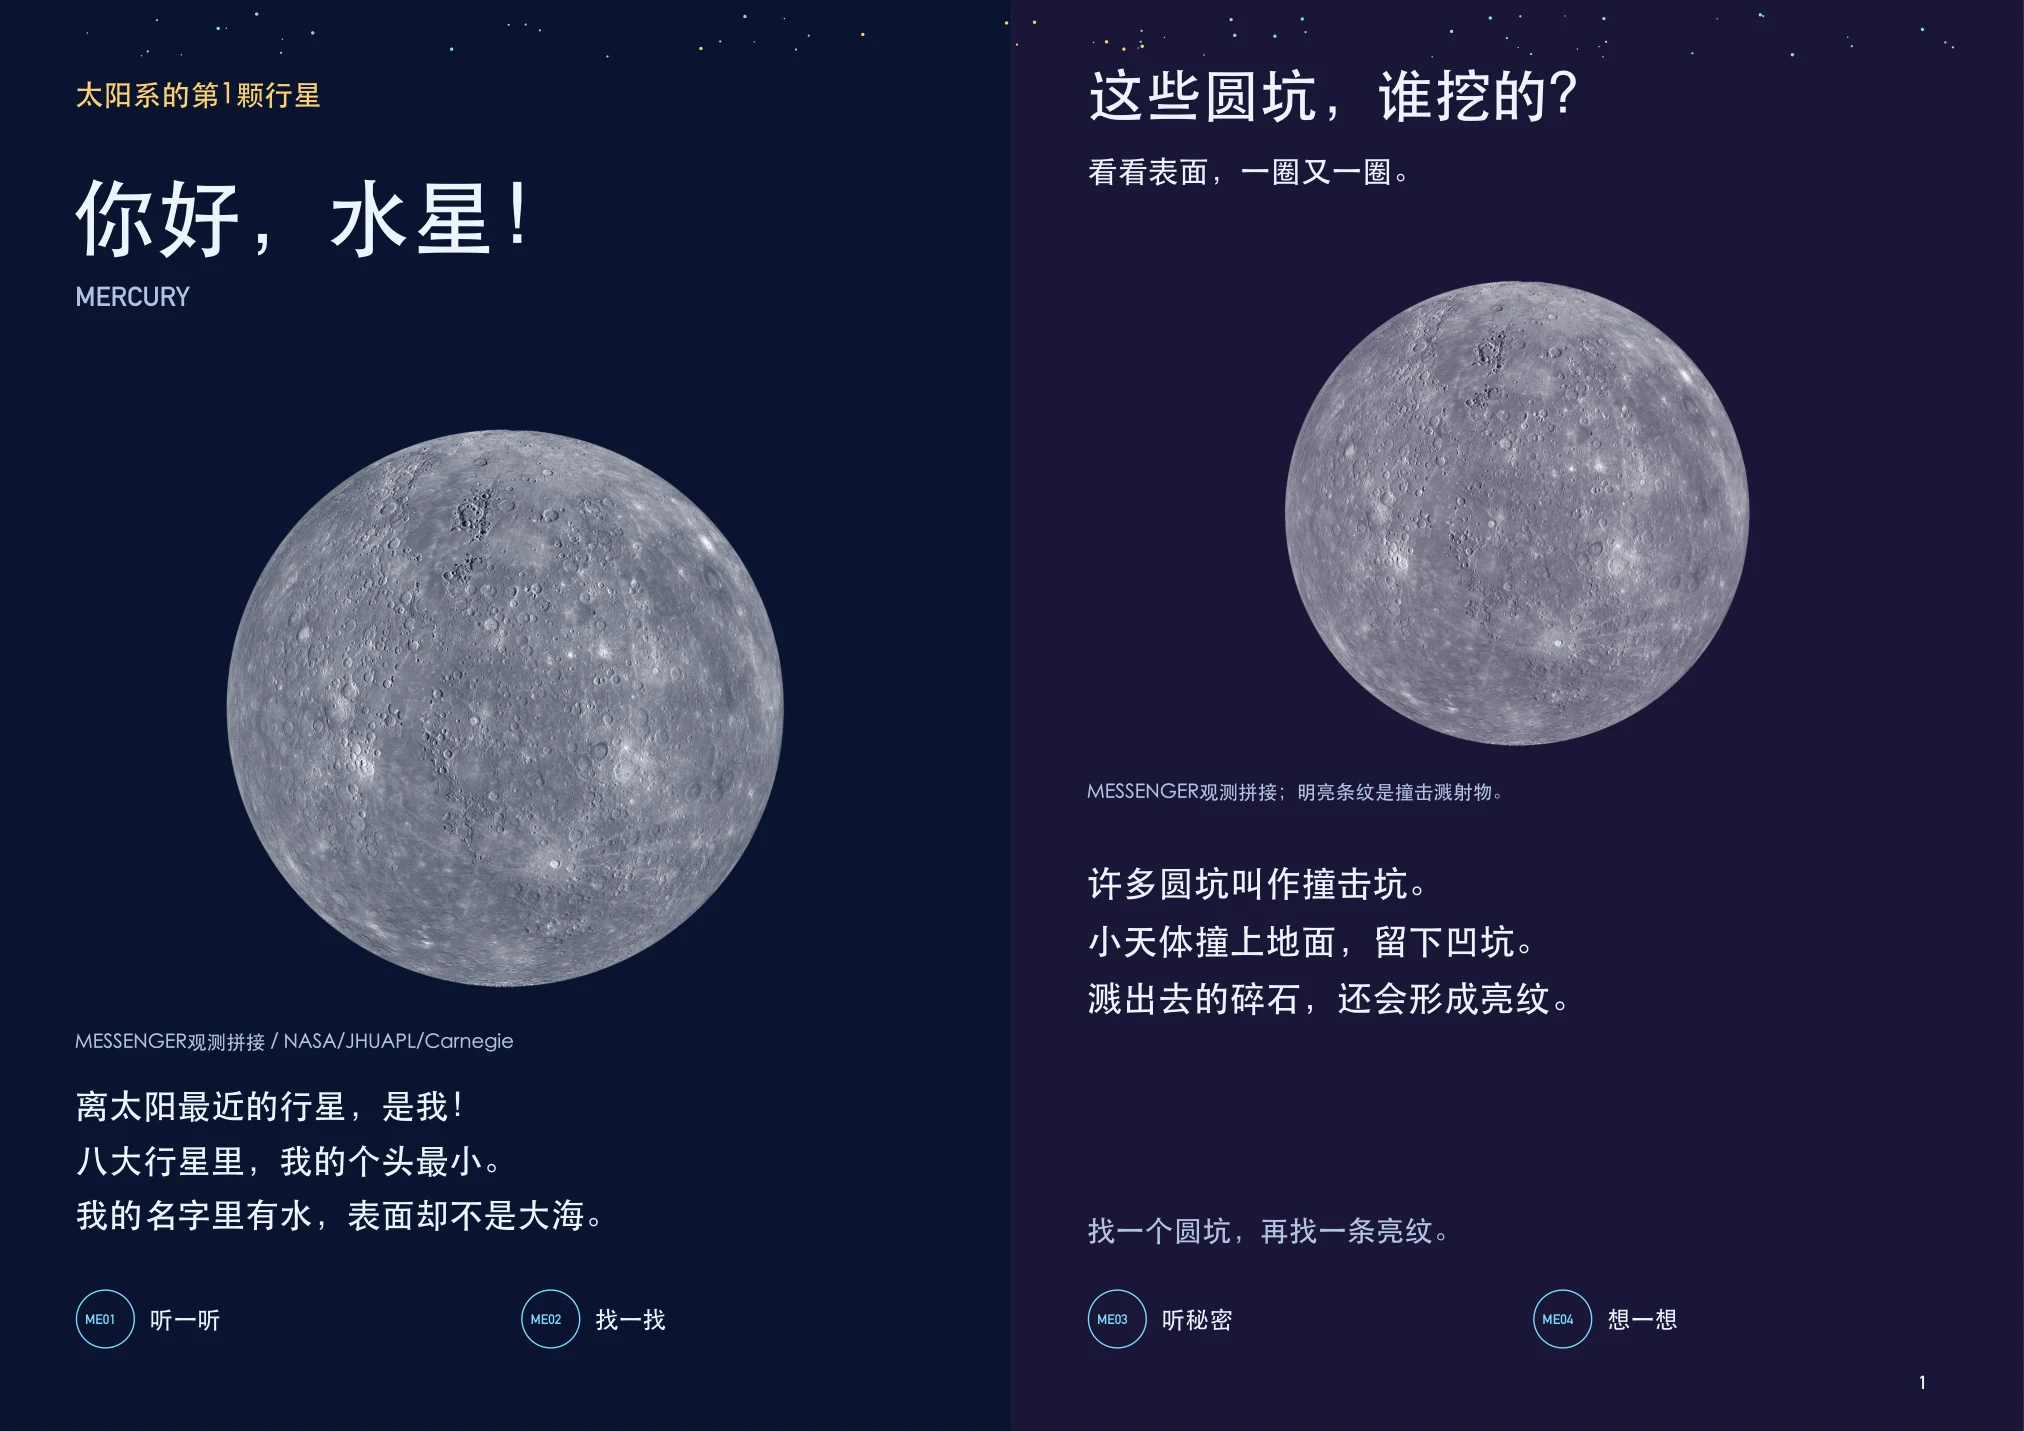 太阳系的第1颗行星
你好，水星！
MERCURY
MESSENGER观测拼接 / NASA/JHUAPL/Carnegie
离太阳最近的行星，是我！
八大行星里，我的个头最小。
我的名字里有水，表面却不是大海。
ME01 听一听
ME02 找一找
这些圆坑，谁挖的？
看看表面，一圈又一圈。
MESSENGER观测拼接；明亮条纹是撞击溅射物。
许多圆坑叫作撞击坑。
小天体撞上地面，留下凹坑。
溅出去的碎石，还会形成亮纹。
找一个圆坑，再找一条亮纹。
ME03 听秘密
ME04 想一想
1